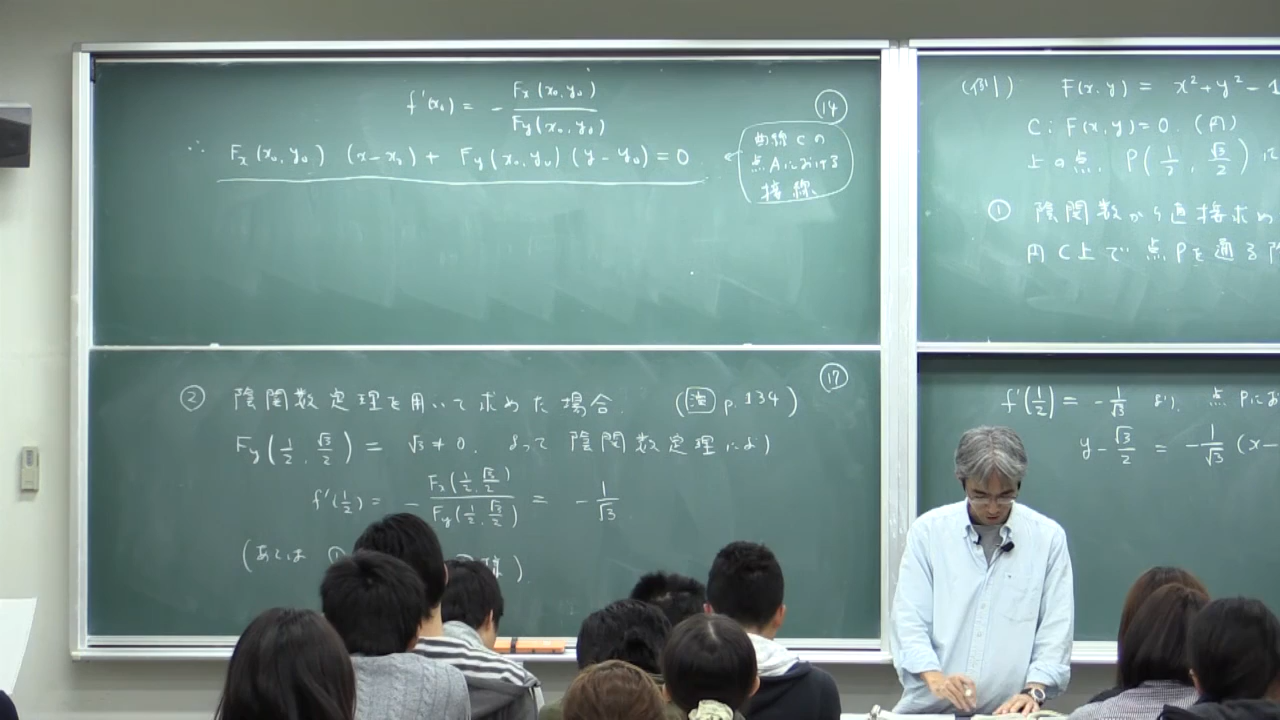 f'(x₀) = - Fx(x₀, y₀) / Fy(x₀, y₀)
⑭
∴ Fx(x₀, y₀) (x-x₀) + Fy(x₀, y₀) (y-y₀) = 0
← 曲線Cの
点Aにおける
接線
② 陰関数定理を用いて求めた場合. (注 p.134)
⑰
Fy(1/2, √3/2) = √3 ≠ 0. よって 陰関数定理により
f'(1/2) = - Fx(1/2, √3/2) / Fy(1/2, √3/2) = - 1/√3
(あとは ①
様)
(例) F(x, y) = x² + y² - 1
C: F(x, y) = 0. (円)
上の点 P(1/2, √3/2) に
① 陰関数から直接求め
円C上で点Pを通る陰
f'(1/2) = - 1/√3 より. 点Pにお
y - √3/2 = - 1/√3 (x-